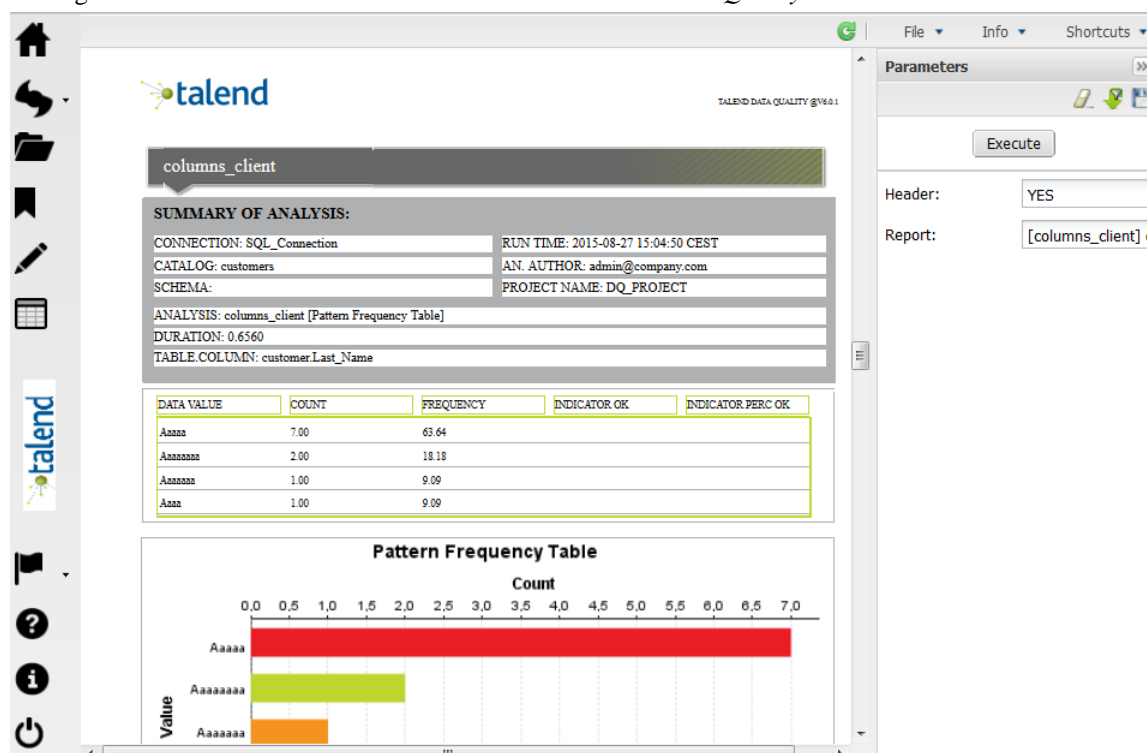 File Info Shortcuts
talend
TALEND DATA QUALITY @V6.0.1
columns_client
SUMMARY OF ANALYSIS:
CONNECTION: SQL_Connection RUN TIME: 2015-08-27 15:04:50 CEST
CATALOG: customers AN. AUTHOR: admin@company.com
SCHEMA: PROJECT NAME: DQ_PROJECT
ANALYSIS: columns_client [Pattern Frequency Table]
DURATION: 0.6560
TABLE.COLUMN: customer.Last_Name
DATA VALUE COUNT FREQUENCY INDICATOR OK INDICATOR PERC OK
Aaaaa 7.00 63.64
Aaaaaaaa 2.00 18.18
Aaaaaaa 1.00 9.09
Aaaa 1.00 9.09
Pattern Frequency Table
Count
0,0 0,5 1,0 1,5 2,0 2,5 3,0 3,5 4,0 4,5 5,0 5,5 6,0 6,5 7,0
Aaaaa
Aaaaaaaa
Aaaaaaa
Value
talend
Parameters
Execute
Header: YES
Report: [columns_client]